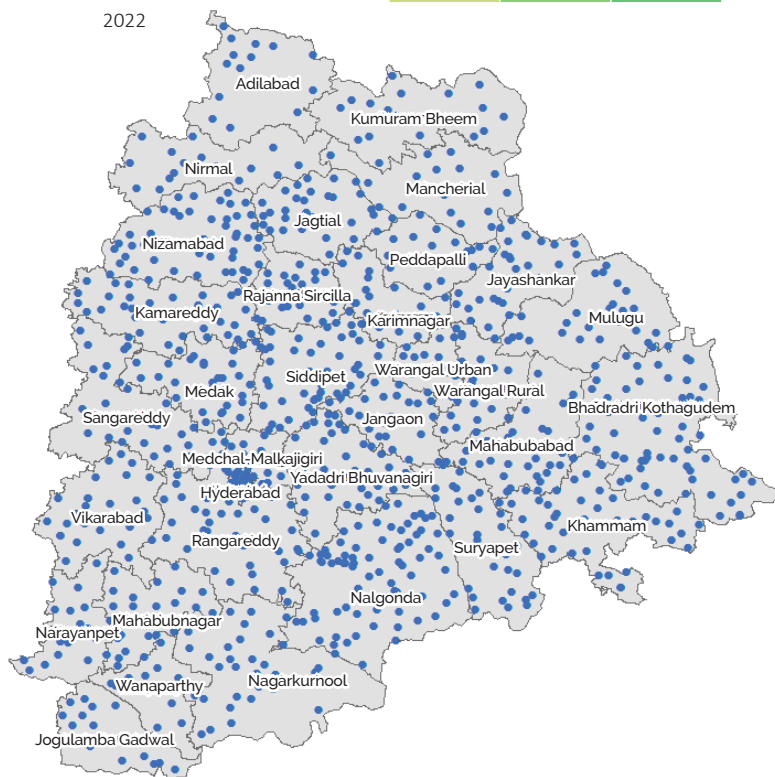 2022
Adilabad
Kumuram Bheem
Nirmal
Mancherial
Jagtial
Nizamabad
Peddapalli
Jayashankar
Rajanna Sircilla
Kamareddy
Karimnagar
Mulugu
Warangal Urban
Siddipet
Medak
Warangal Rural
Bhadradri Kothagudem
Sangareddy
Jangaon
Mahabubabad
Medchal-Malkajigiri
Yadadri Bhuvanagiri
Hyderabad
Vikarabad
Khammam
Rangareddy
Suryapet
Nalgonda
Mahabubnagar
Narayanpet
Nagarkurnool
Wanaparthy
Jogulamba Gadwal